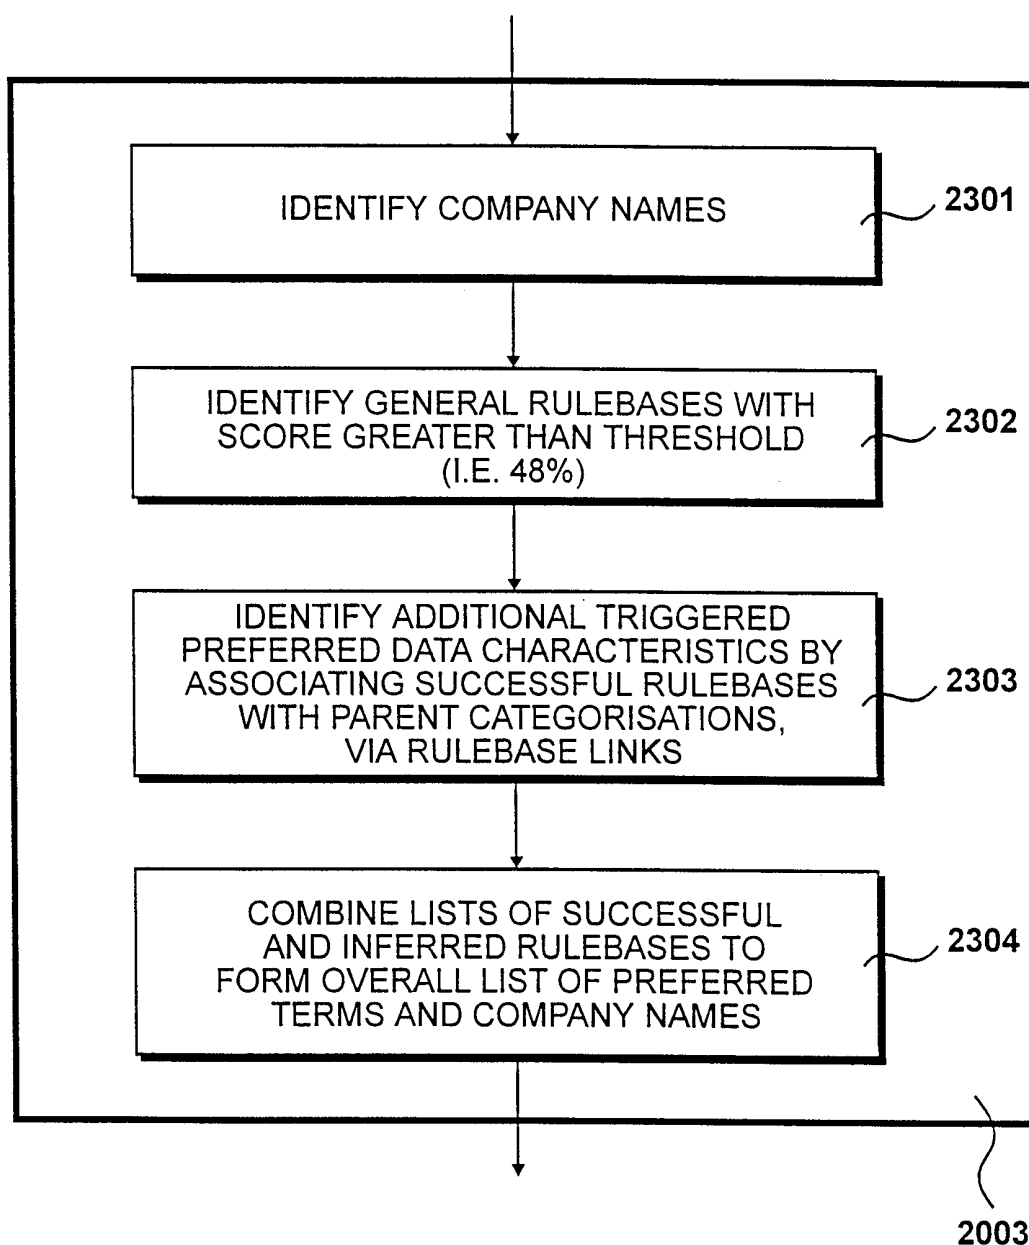 IDENTIFY COMPANY NAMES
2301
IDENTIFY GENERAL RULEBASES WITH
SCORE GREATER THAN THRESHOLD
(I.E. 48%)
2302
IDENTIFY ADDITIONAL TRIGGERED
PREFERRED DATA CHARACTERISTICS BY
ASSOCIATING SUCCESSFUL RULEBASES
WITH PARENT CATEGORISATIONS,
VIA RULEBASE LINKS
2303
COMBINE LISTS OF SUCCESSFUL
AND INFERRED RULEBASES TO
FORM OVERALL LIST OF PREFERRED
TERMS AND COMPANY NAMES
2304
2003